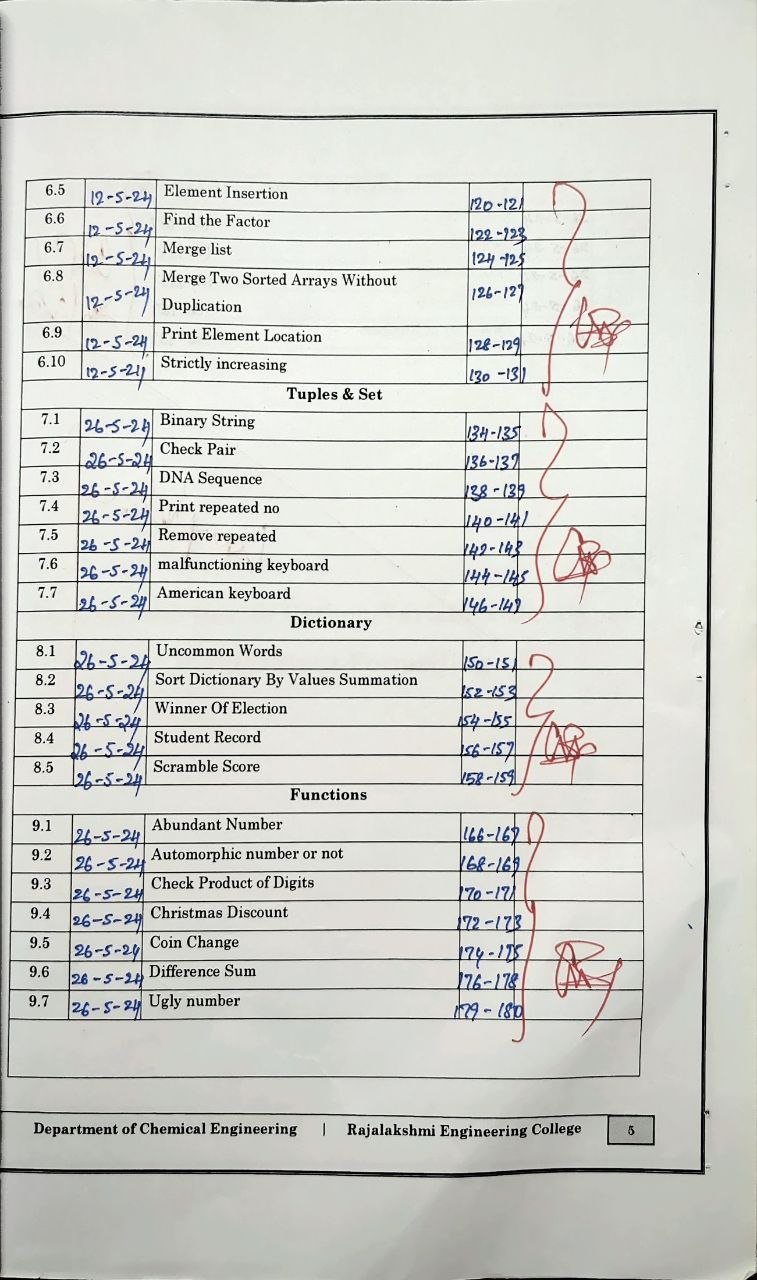 6.5 12-5-24 Element Insertion 120-121
6.6 12-5-24 Find the Factor 122-123
6.7 12-5-24 Merge list 124-125
6.8 12-5-24 Merge Two Sorted Arrays Without 126-127
Duplication
6.9 12-5-24 Print Element Location 128-129
6.10 12-5-24 Strictly increasing 130-131
Tuples & Set
7.1 26-5-24 Binary String 134-135
7.2 26-5-24 Check Pair 136-137
7.3 26-5-24 DNA Sequence 138-139
7.4 26-5-24 Print repeated no 140-141
7.5 26-5-24 Remove repeated 142-143
7.6 26-5-24 malfunctioning keyboard 144-145
7.7 26-5-24 American keyboard 146-149
Dictionary
8.1 26-5-24 Uncommon Words 150-151
8.2 26-5-24 Sort Dictionary By Values Summation 152-153
8.3 26-5-24 Winner Of Election 154-155
8.4 26-5-24 Student Record 156-157
8.5 26-5-24 Scramble Score 158-159
Functions
9.1 26-5-24 Abundant Number 166-167
9.2 26-5-24 Automorphic number or not 168-169
9.3 26-5-24 Check Product of Digits 170-171
9.4 26-5-24 Christmas Discount 172-173
9.5 26-5-24 Coin Change 174-175
9.6 26-5-24 Difference Sum 176-178
9.7 26-5-24 Ugly number 179-180
Department of Chemical Engineering | Rajalakshmi Engineering College 5